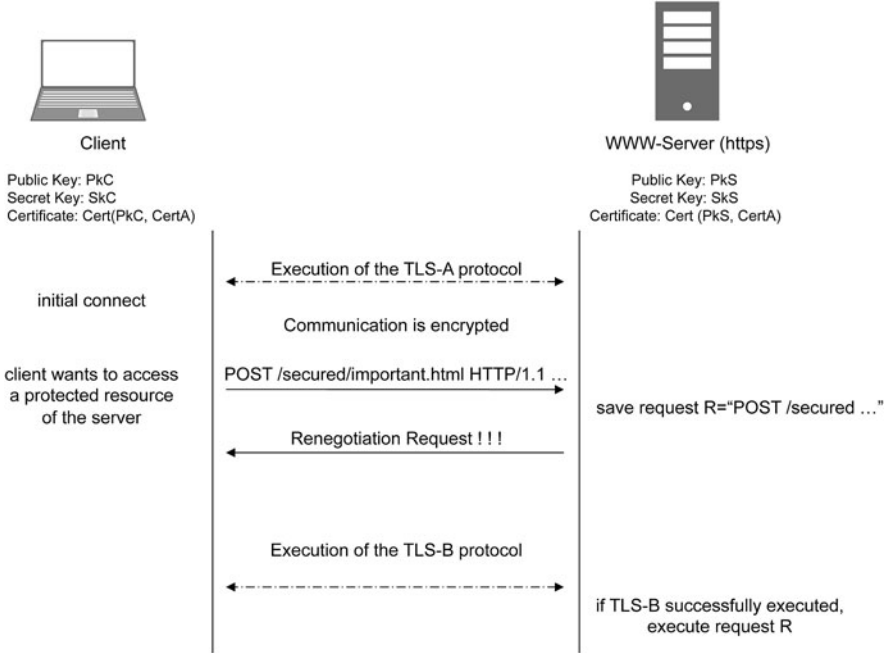 Client
WWW-Server (https)
Public Key: PkC
Secret Key: SkC
Certificate: Cert(PkC, CertA)
Public Key: PkS
Secret Key: SkS
Certificate: Cert (PkS, CertA)
Execution of the TLS-A protocol
initial connect
Communication is encrypted
client wants to access
a protected resource
of the server
POST /secured/important.html HTTP/1.1 ...
save request R=“POST /secured ...”
Renegotiation Request ! ! !
Execution of the TLS-B protocol
if TLS-B successfully executed,
execute request R